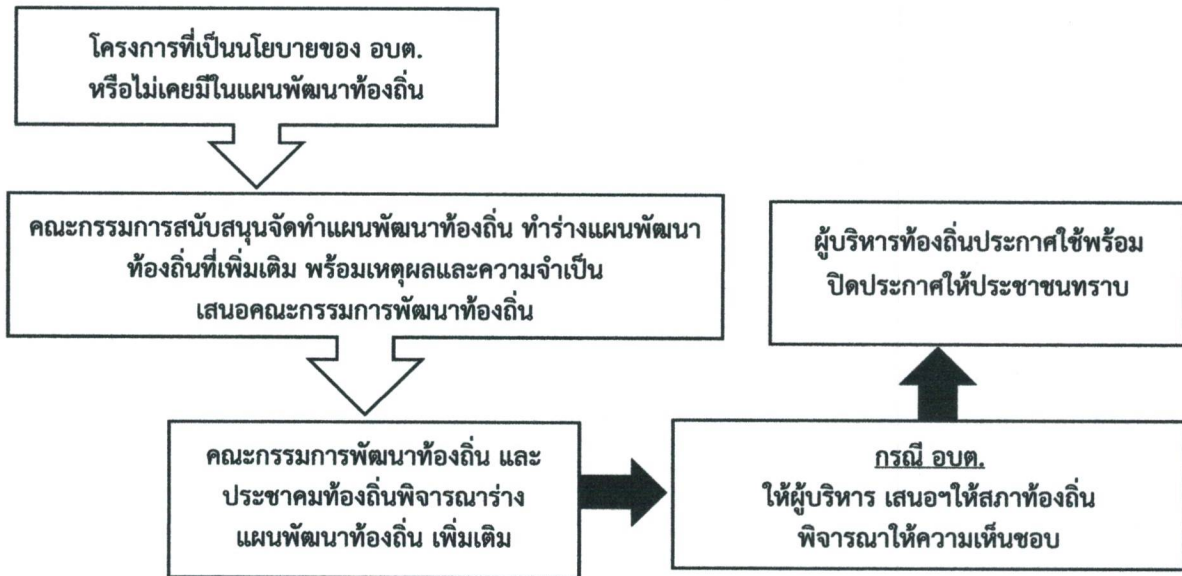 โครงการที่เป็นนโยบายของ อบต.
หรือไม่เคยมีในแผนพัฒนาท้องถิ่น
คณะกรรมการสนับสนุนจัดทำแผนพัฒนาท้องถิ่น ทำร่างแผนพัฒนา
ท้องถิ่นที่เพิ่มเติม พร้อมเหตุผลและความจำเป็น
เสนอคณะกรรมการพัฒนาท้องถิ่น
คณะกรรมการพัฒนาท้องถิ่น และ
ประชาคมท้องถิ่นพิจารณาร่าง
แผนพัฒนาท้องถิ่น เพิ่มเติม
กรณี อบต.
ให้ผู้บริหาร เสนอฯให้สภาท้องถิ่น
พิจารณาให้ความเห็นชอบ
ผู้บริหารท้องถิ่นประกาศใช้พร้อม
ปิดประกาศให้ประชาชนทราบ